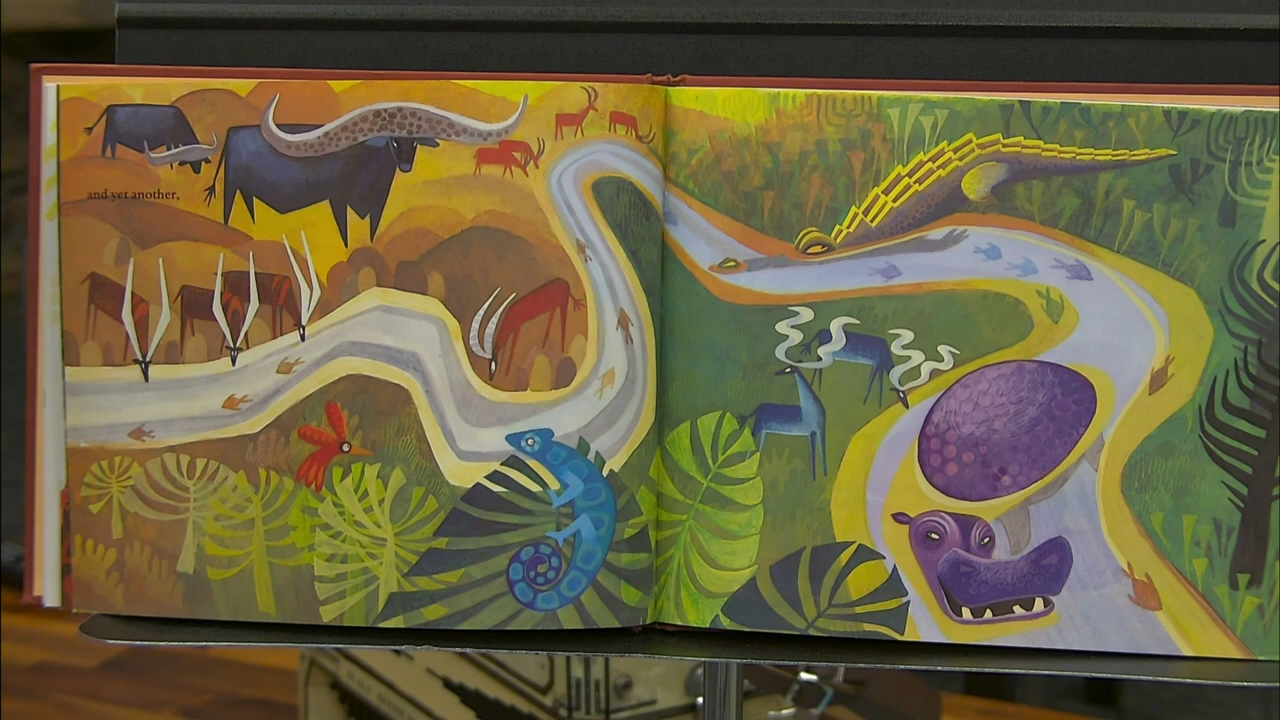 and yet another,